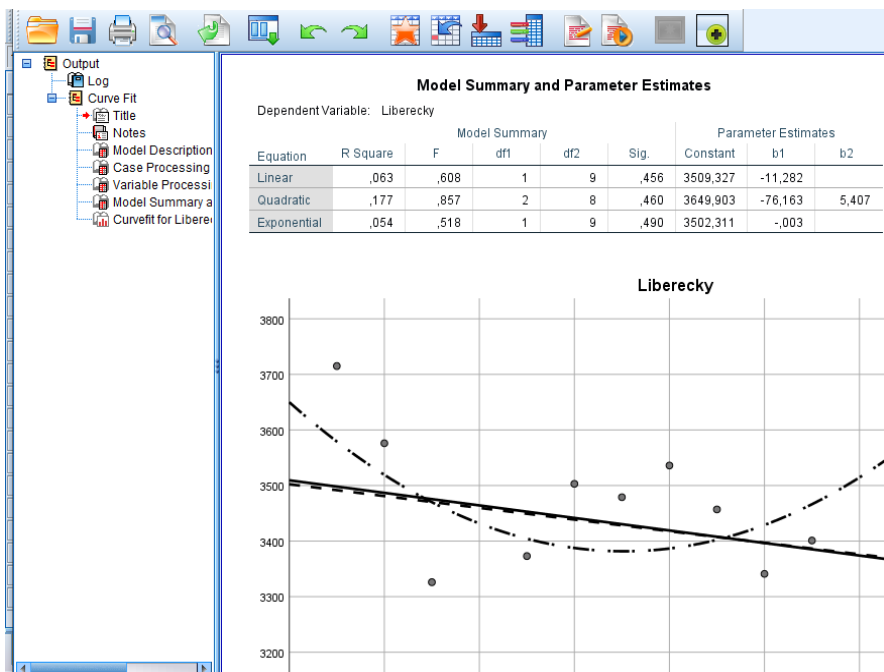 Output
Log
Curve Fit
Title
Notes
Model Description
Case Processing
Variable Processi
Model Summary a
Curvefit for Libere
Model Summary and Parameter Estimates
Dependent Variable: Liberecky
Model Summary Parameter Estimates
Equation R Square F df1 df2 Sig. Constant b1 b2
Linear ,063 ,608 1 9 ,456 3509,327 -11,282
Quadratic ,177 ,857 2 8 ,460 3649,903 -76,163 5,407
Exponential ,054 ,518 1 9 ,490 3502,311 -,003
Liberecky
3800
3700
3600
3500
3400
3300
3200